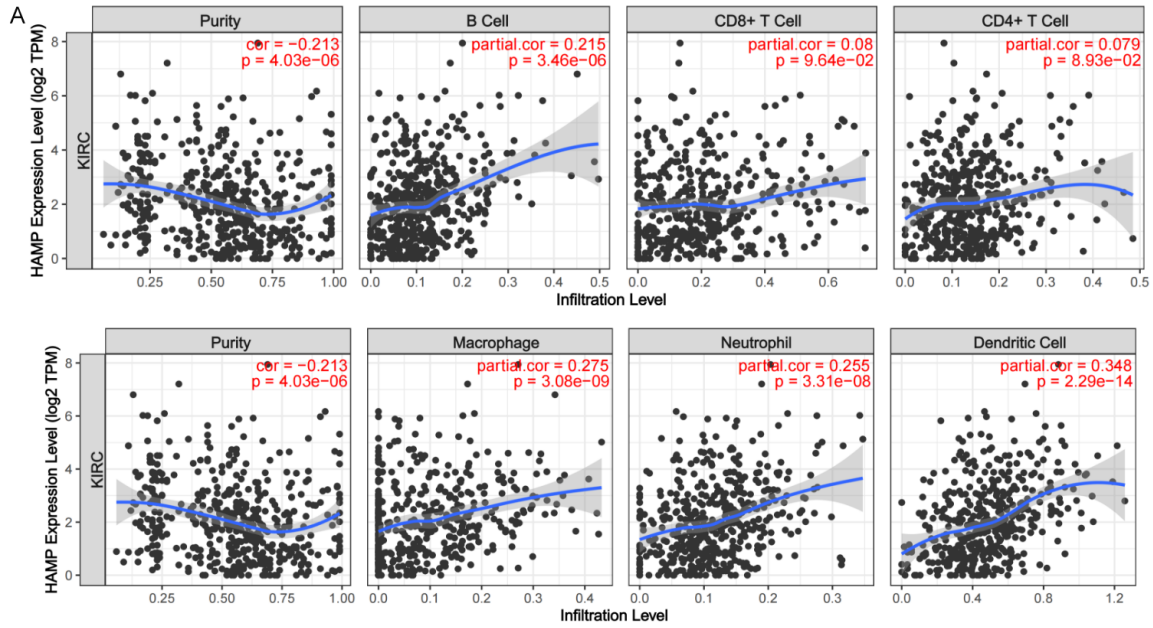 A
Purity
B Cell
CD8+ T Cell
CD4+ T Cell
HAMP Expression Level (log2 TPM)
KIRC
cor = −0.213
p = 4.03e−06
partial.cor = 0.215
p = 3.46e−06
partial.cor = 0.08
p = 9.64e−02
partial.cor = 0.079
p = 8.93e−02
8
6
4
2
0
0.25 0.50 0.75 1.00
0.0 0.1 0.2 0.3 0.4 0.5
0.0 0.2 0.4 0.6
0.0 0.1 0.2 0.3 0.4 0.5
Infiltration Level
Purity
Macrophage
Neutrophil
Dendritic Cell
HAMP Expression Level (log2 TPM)
KIRC
cor = −0.213
p = 4.03e−06
partial.cor = 0.275
p = 3.08e−09
partial.cor = 0.255
p = 3.31e−08
partial.cor = 0.348
p = 2.29e−14
8
6
4
2
0
0.25 0.50 0.75 1.00
0.0 0.1 0.2 0.3 0.4
0.0 0.1 0.2 0.3
0.0 0.4 0.8 1.2
Infiltration Level